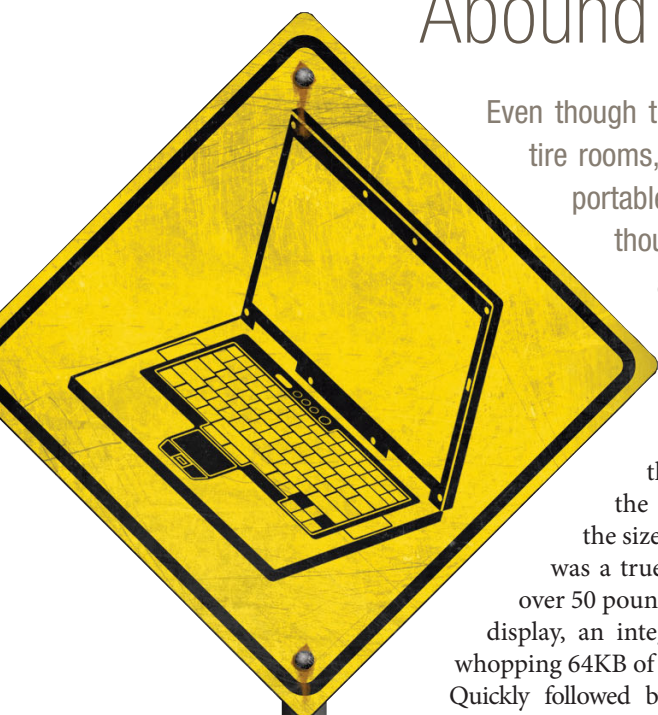 Abound
Even though t
tire rooms,
portable
thou
th
the
the size
was a true
over 50 poun
display, an inte
whopping 64KB of
Quickly followed b